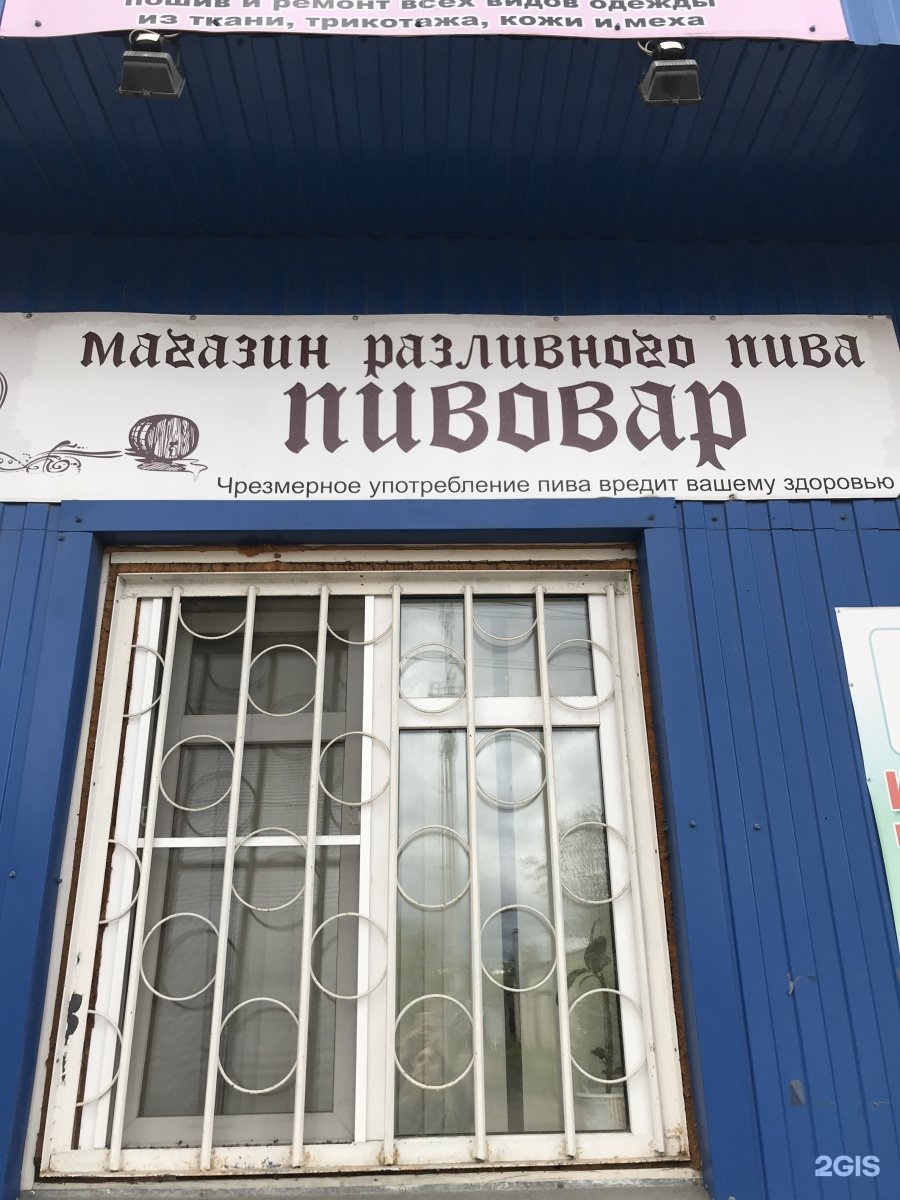 пошив и ремонт всех видов одежды
из ткани, трикотажа, кожи и меха
магазин разливного пива
пивовар
Чрезмерное употребление пива вредит вашему здоровью
2GIS